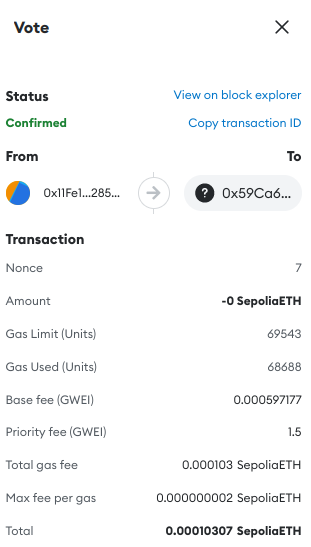 Vote
Status View on block explorer
Confirmed Copy transaction ID
From To
0x11Fe1...285... ? 0x59Ca6...
Transaction
Nonce 7
Amount -0 SepoliaETH
Gas Limit (Units) 69543
Gas Used (Units) 68688
Base fee (GWEI) 0.000597177
Priority fee (GWEI) 1.5
Total gas fee 0.000103 SepoliaETH
Max fee per gas 0.000000002 SepoliaETH
Total 0.00010307 SepoliaETH